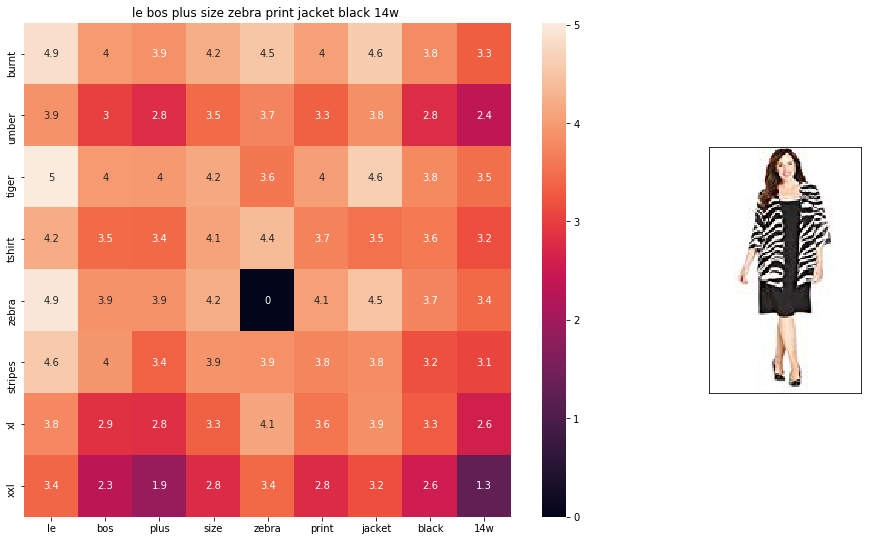 le bos plus size zebra print jacket black 14w
burnt 4.9 4 3.9 4.2 4.5 4 4.6 3.8 3.3
umber 3.9 3 2.8 3.5 3.7 3.3 3.8 2.8 2.4
tiger 5 4 4 4.2 3.6 4 4.6 3.8 3.5
tshirt 4.2 3.5 3.4 4.1 4.4 3.7 3.5 3.6 3.2
zebra 4.9 3.9 3.9 4.2 0 4.1 4.5 3.7 3.4
stripes 4.6 4 3.4 3.9 3.9 3.8 3.8 3.2 3.1
xl 3.8 2.9 2.8 3.3 4.1 3.6 3.9 3.3 2.6
xxl 3.4 2.3 1.9 2.8 3.4 2.8 3.2 2.6 1.3
le bos plus size zebra print jacket black 14w
5
4
3
2
1
0